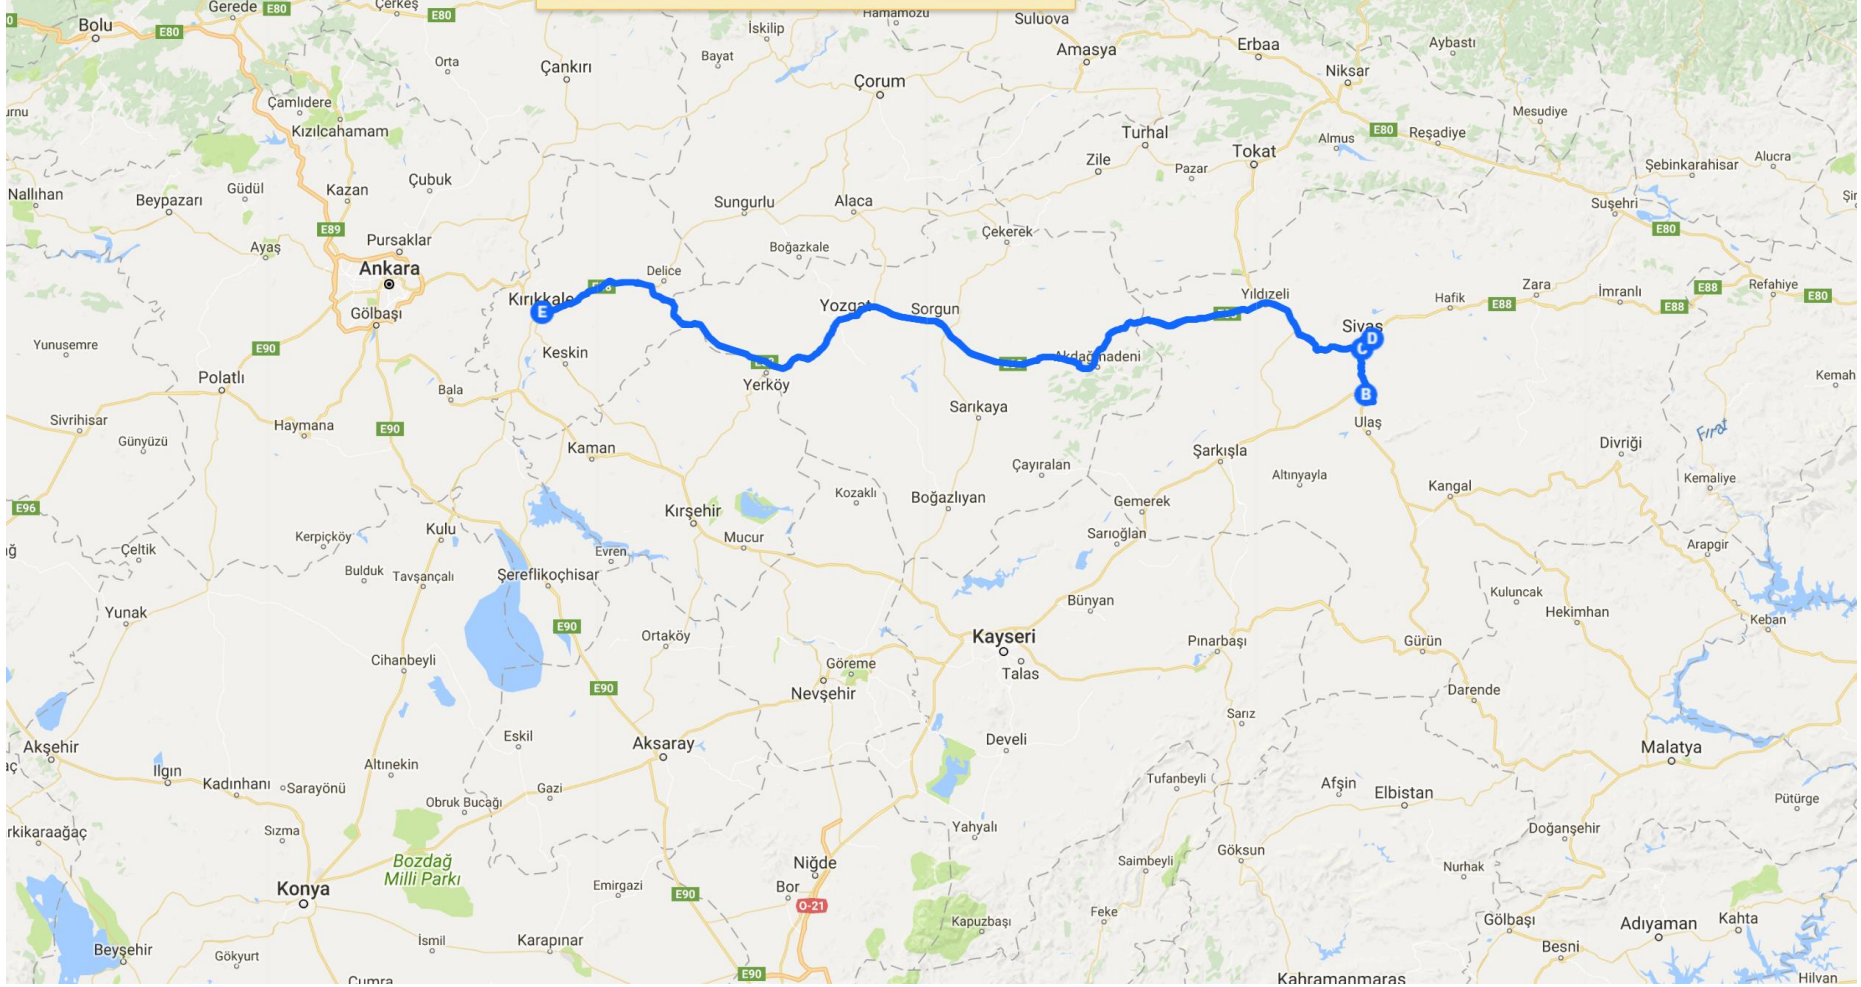 Gerede
E80
Çerkeş
E80
Hamamözü
Suluova
Bolu
E80
İskilip
Amasya
Erbaa
Aybastı
Orta
Çankırı
Bayat
Çorum
Niksar
Çamlıdere
Kızılcahamam
Turhal
Mesudiye
Almus
E80
Reşadiye
Zile
Pazar
Tokat
Şebinkarahisar
Alucra
Nallıhan
Beypazarı
Güdül
Kazan
Çubuk
Sungurlu
Alaca
Suşehri
E89
Ayaş
Pursaklar
Boğazkale
Çekerek
E80
Ankara
Delice
Yıldızeli
Hafik
E88
Zara
İmranlı
E88
E88
Refahiye
E80
Kırıkkale
E
Gölbaşı
Yozgat
Sorgun
Sivas
D
C
Yunusemre
E90
Keskin
Yerköy
Akdağmadeni
Polatlı
Bala
B
Kemah
Sivrihisar
Günyüzü
Haymana
E90
Sarıkaya
Ulaş
Fırat
Kaman
Çayıralan
Şarkışla
Altınyayla
Divriği
Kozaklı
Boğazlıyan
Gemerek
Kangal
Kemaliye
E96
Kerpiçköy
Kulu
Kırşehir
Mucur
Sarıoğlan
Arapgir
Çeltik
Bulduk
Tavşançalı
Evren
Şereflikoçhisar
Yunak
Bünyan
Kuluncak
Hekimhan
Keban
E90
Ortaköy
Kayseri
Pınarbaşı
Gürün
Cihanbeyli
Göreme
Talas
E90
Nevşehir
Darende
Sarız
Akşehir
Eskil
Aksaray
Develi
Malatya
Ilgın
Kadınhanı
Sarayönü
Altınekin
Obruk Bucağı
Gazi
Tufanbeyli
Afşin
Elbistan
Pütürge
rkikaraağaç
Sızma
Yahyalı
Doğanşehir
Bozdağ
Milli Parkı
Niğde
Saimbeyli
Göksun
Nurhak
Konya
Emirgazi
E90
Bor
O-21
Kapuzbaşı
Feke
Gölbaşı
Adıyaman
Kahta
Beyşehir
Gökyurt
İsmil
Karapınar
Besni
E90
Çumra
Kahramanmaraş
Hilvan